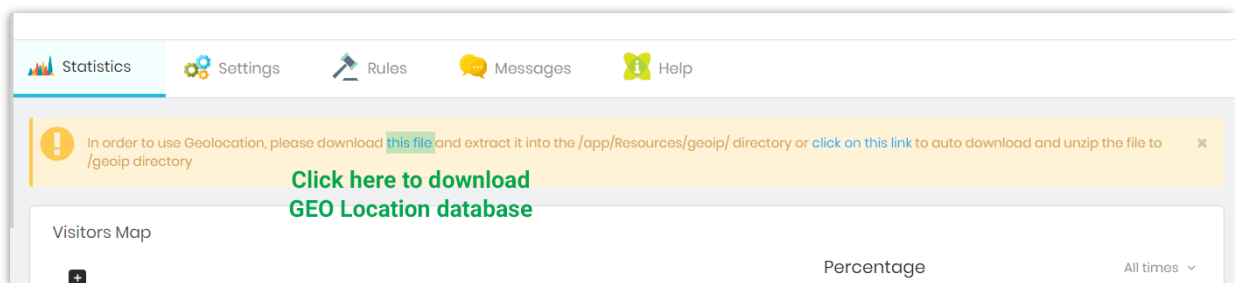 Statistics
Settings
Rules
Messages
Help
In order to use Geolocation, please download this file and extract it into the /app/Resources/geoip/ directory or click on this link to auto download and unzip the file to
/geoip directory
Click here to download
GEO Location database
Visitors Map
Percentage
All times